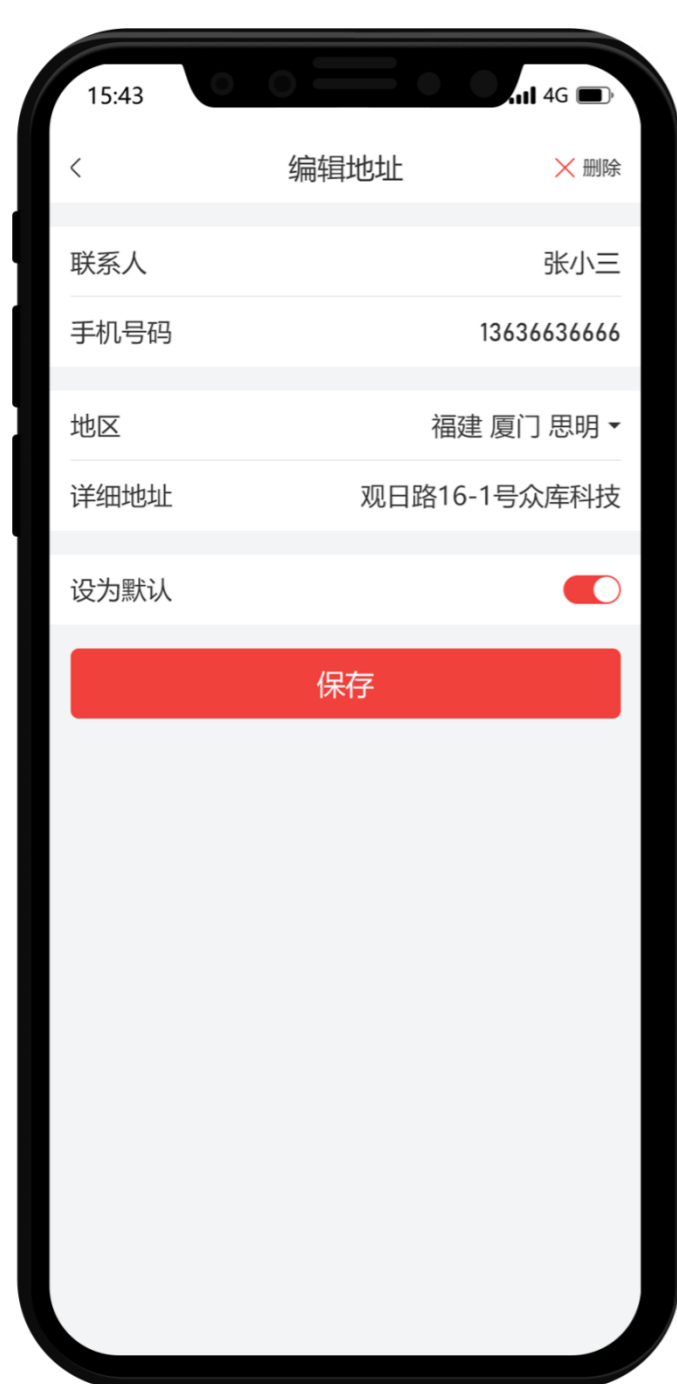 15:43 4G
编辑地址 删除
联系人 张小三
手机号码 13636636666
地区 福建 厦门 思明
详细地址 观日路16-1号众库科技
设为默认
保存